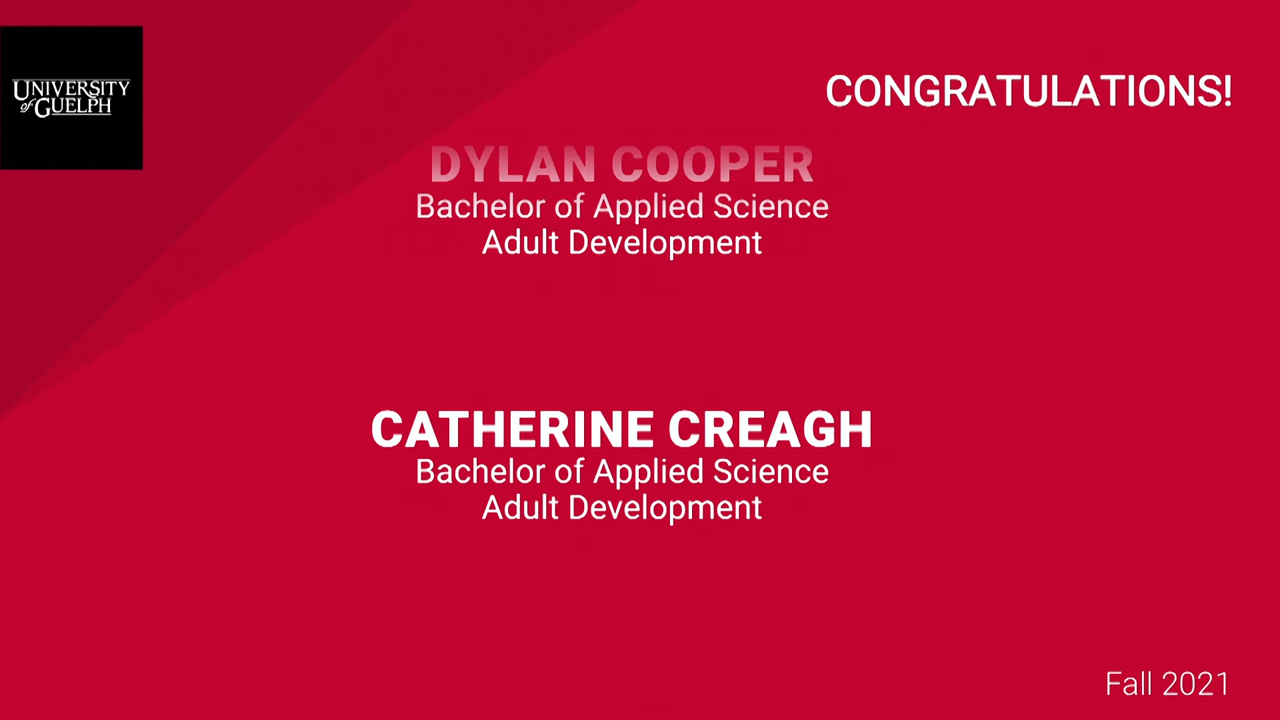 UNIVERSITY
of GUELPH
CONGRATULATIONS!
DYLAN COOPER
Bachelor of Applied Science
Adult Development
CATHERINE CREAGH
Bachelor of Applied Science
Adult Development
Fall 2021